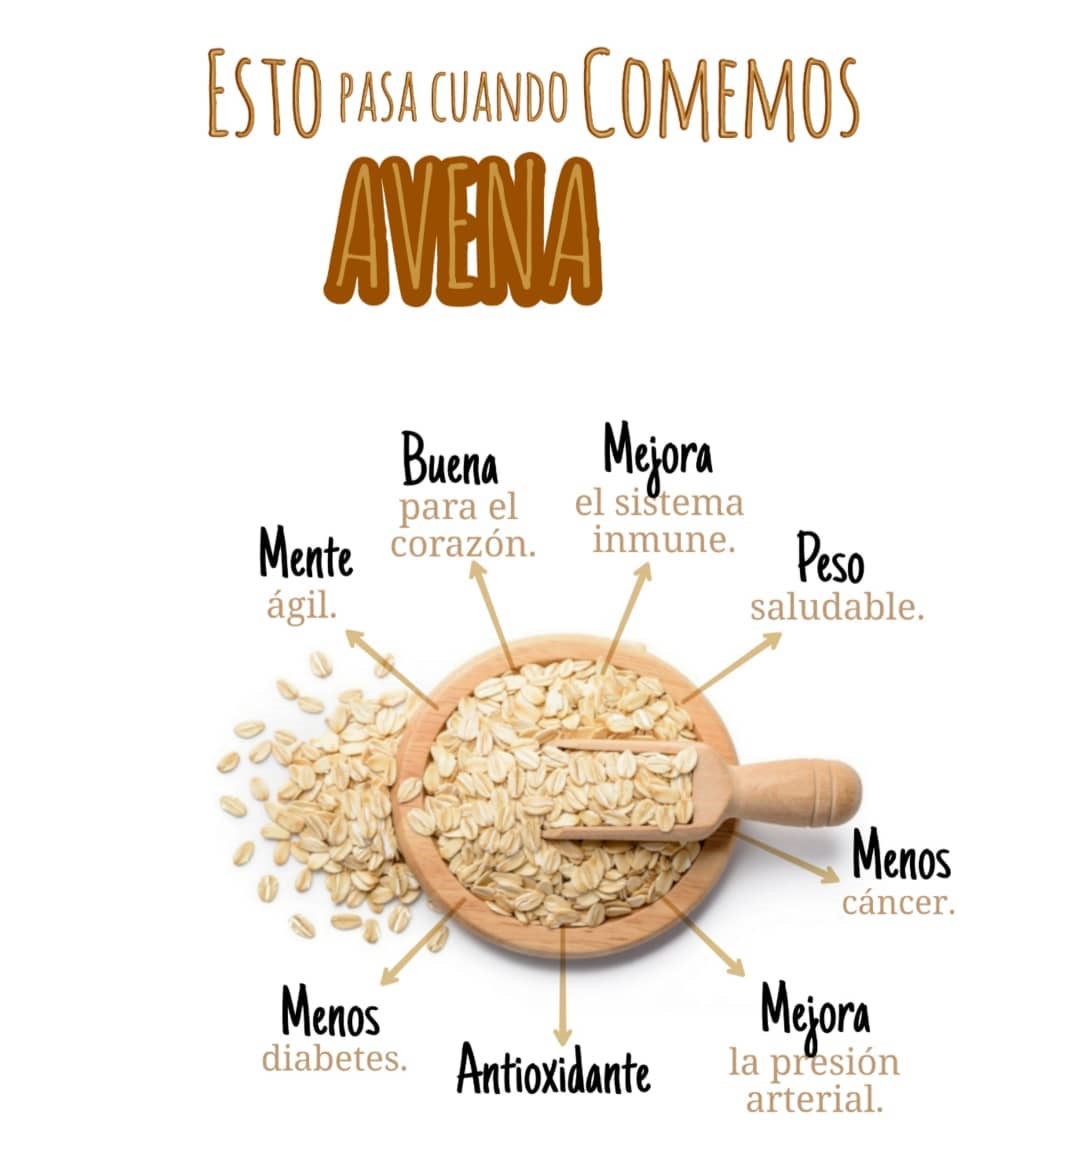 ESTO PASA CUANDO COMEMOS
AVENA
Buena
para el
corazón.
Mejora
el sistema
inmune.
Mente
ágil.
Peso
saludable.
Menos
cáncer.
Menos
diabetes.
Antioxidante
Mejora
la presión
arterial.